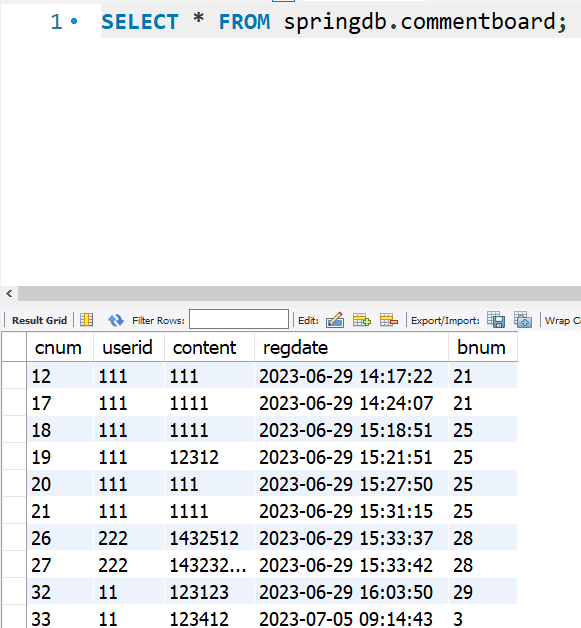 1 SELECT * FROM springdb.commentboard;
Result Grid Filter Rows: Edit: Export/Import: Wrap C
cnum userid content regdate bnum
12 111 111 2023-06-29 14:17:22 21
17 111 1111 2023-06-29 14:24:07 21
18 111 1111 2023-06-29 15:18:51 25
19 111 12312 2023-06-29 15:21:51 25
20 111 111 2023-06-29 15:27:50 25
21 111 1111 2023-06-29 15:31:15 25
26 222 1432512 2023-06-29 15:33:37 28
27 222 143232... 2023-06-29 15:33:42 28
32 11 123123 2023-06-29 16:03:50 29
33 11 123412 2023-07-05 09:14:43 3